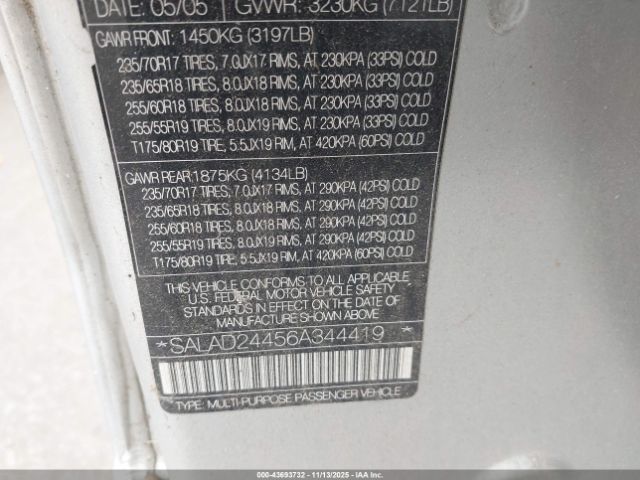 DATE: 05/05 GVWR: 3230KG (7121LB)
GAWR FRONT: 1450KG (3197LB)
235/70R17 TIRES, 7.0JX17 RIMS, AT 230KPA (33PSI) COLD
235/65R18 TIRES, 8.0JX18 RIMS, AT 230KPA (33PSI) COLD
255/60R18 TIRES, 8.0JX18 RIMS, AT 230KPA (33PSI) COLD
255/55R19 TIRES, 8.0JX19 RIMS, AT 230KPA (33PSI) COLD
T175/80R19 TIRE, 5.5JX19 RIM, AT 420KPA (60PSI) COLD
GAWR REAR: 1875KG (4134LB)
235/70R17 TIRES, 7.0JX17 RIMS, AT 290KPA (42PSI) COLD
235/65R18 TIRES, 8.0JX18 RIMS, AT 290KPA (42PSI) COLD
255/60R18 TIRES, 8.0JX18 RIMS, AT 290KPA (42PSI) COLD
255/55R19 TIRES, 8.0JX19 RIMS, AT 290KPA (42PSI) COLD
T175/80R19 TIRE, 5.5JX19 RIM, AT 420KPA (60PSI) COLD
THIS VEHICLE CONFORMS TO ALL APPLICABLE
U.S. FEDERAL MOTOR VEHICLE SAFETY
STANDARDS IN EFFECT ON THE DATE OF
MANUFACTURE SHOWN ABOVE
*SALAD24456A344419*
TYPE: MULTI-PURPOSE PASSENGER VEHICLE
000-43693732 11/13/2025 - COPYRIGHT IAA, LLC.